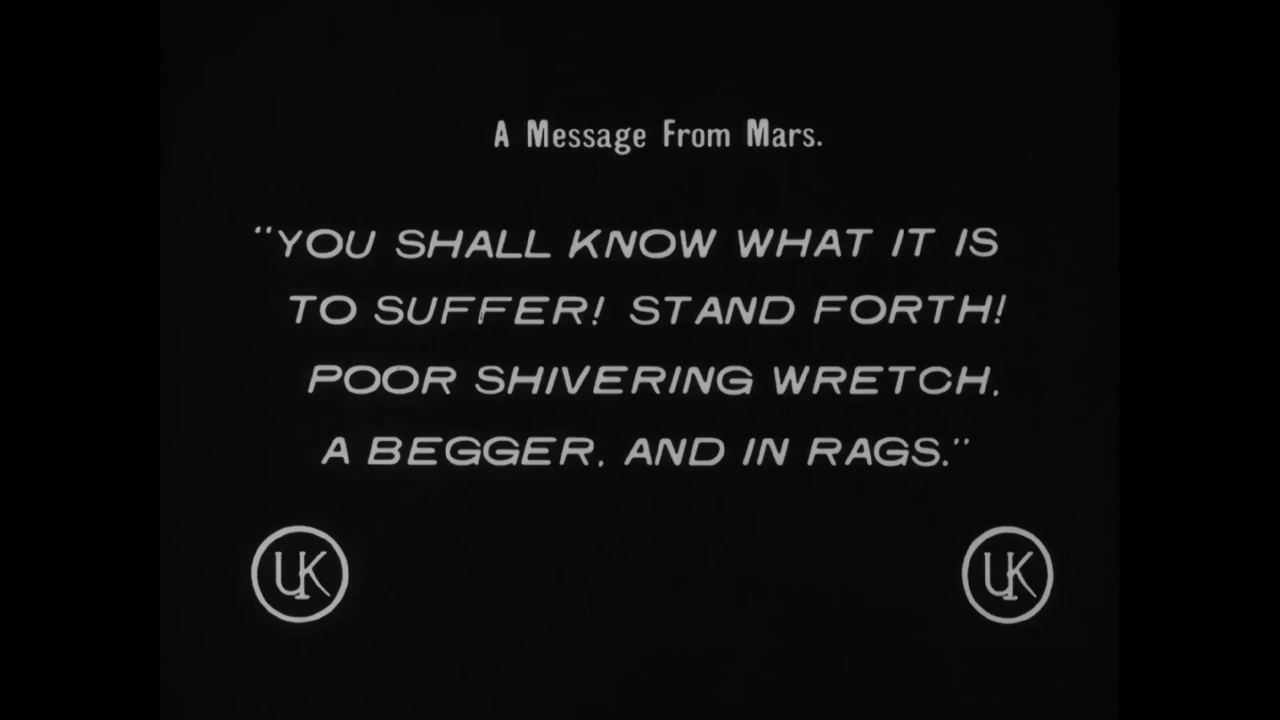 A Message From Mars.
"YOU SHALL KNOW WHAT IT IS
TO SUFFER! STAND FORTH!
POOR SHIVERING WRETCH,
A BEGGER, AND IN RAGS."
UK UK